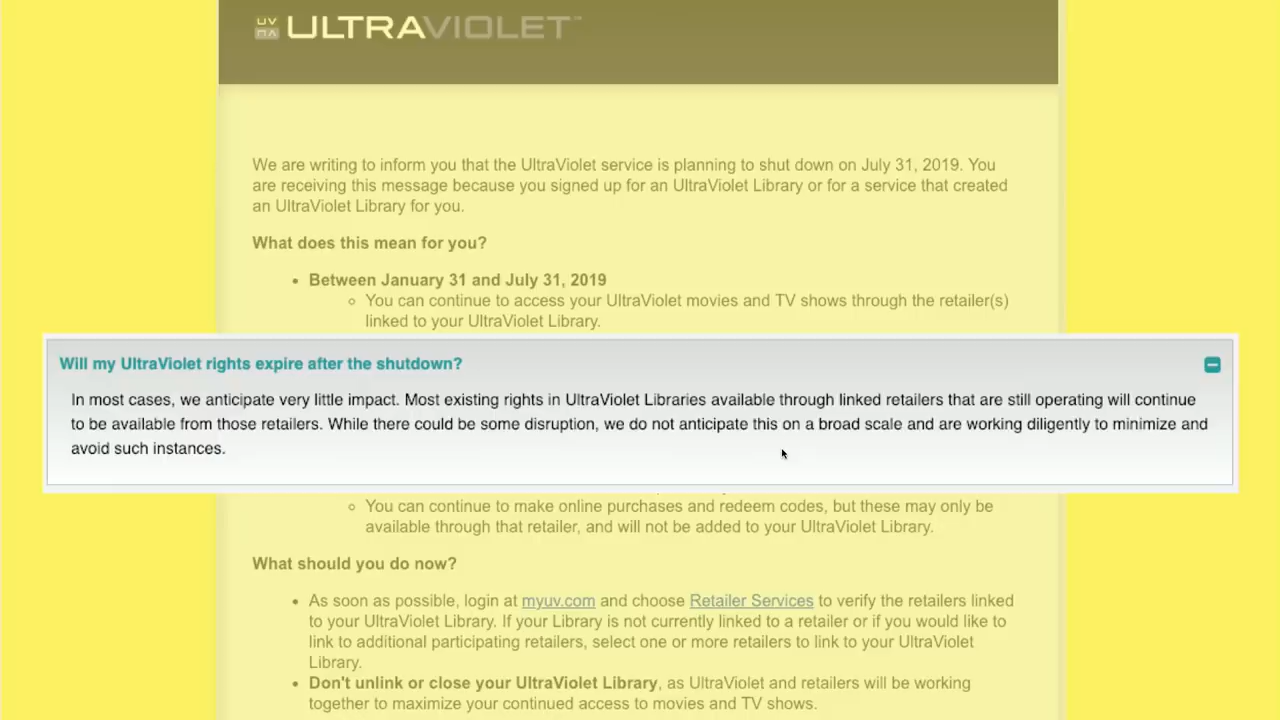 UV
ULTRAVIOLET
We are writing to inform you that the UltraViolet service is planning to shut down on July 31, 2019. You
are receiving this message because you signed up for an UltraViolet Library or for a service that created
an UltraViolet Library for you.
What does this mean for you?
• Between January 31 and July 31, 2019
○ You can continue to access your UltraViolet movies and TV shows through the retailer(s)
linked to your UltraViolet Library.
Will my UltraViolet rights expire after the shutdown?
In most cases, we anticipate very little impact. Most existing rights in UltraViolet Libraries available through linked retailers that are still operating will continue
to be available from those retailers. While there could be some disruption, we do not anticipate this on a broad scale and are working diligently to minimize and
avoid such instances.
○ You can continue to make online purchases and redeem codes, but these may only be
available through that retailer, and will not be added to your UltraViolet Library.
What should you do now?
• As soon as possible, login at myuv.com and choose Retailer Services to verify the retailers linked
to your UltraViolet Library. If your Library is not currently linked to a retailer or if you would like to
link to additional participating retailers, select one or more retailers to link to your UltraViolet
Library.
• Don't unlink or close your UltraViolet Library, as UltraViolet and retailers will be working
together to maximize your continued access to movies and TV shows.